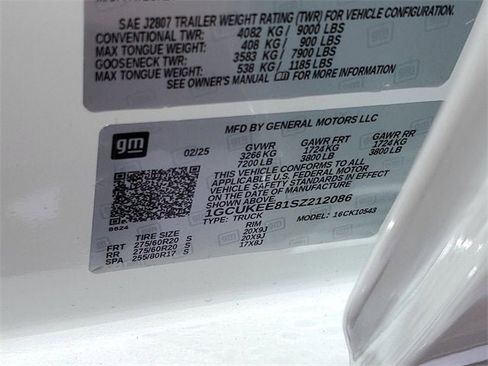 SAE J2807 TRAILER WEIGHT RATING (TWR) FOR VEHICLE CONFIGURATION.
CONVENTIONAL TWR: 4082 KG / 9000 LBS
MAX TONGUE WEIGHT: 408 KG / 900 LBS
GOOSENECK TWR: 3583 KG / 7900 LBS
MAX TONGUE WEIGHT: 538 KG / 1185 LBS
SEE OWNER'S MANUAL FOR MORE INFORMATION
gm
MFD BY GENERAL MOTORS LLC
02/25 GVWR GAWR FRT GAWR RR
3266 KG 1724 KG 1724 KG
7200 LB 3800 LB 3800 LB
THIS VEHICLE CONFORMS TO ALL
APPLICABLE U.S. FEDERAL MOTOR
VEHICLE SAFETY STANDARDS IN EFFECT
ON THE DATE OF MANUFACTURE
SHOWN ABOVE.
1GCUKEE81SZ212086
TYPE: TRUCK MODEL: 16CK10543
8624
TIRE SIZE RIM
FRT 275/60R20 S 20X9J
RR 275/60R20 S 20X9J
SPA 255/80R17 S 17X8J